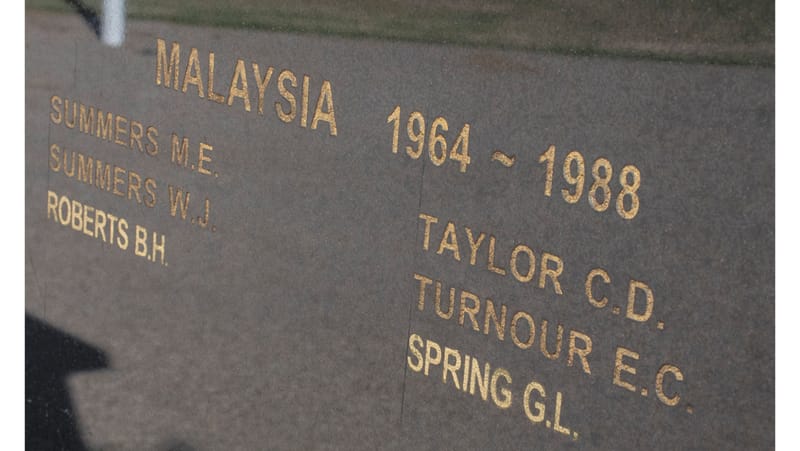 MALAYSIA 1964 ~ 1988
SUMMERS M.E.
SUMMERS W.J.
ROBERTS B.H.
TAYLOR C.D.
TURNOUR E.C.
SPRING G.L.